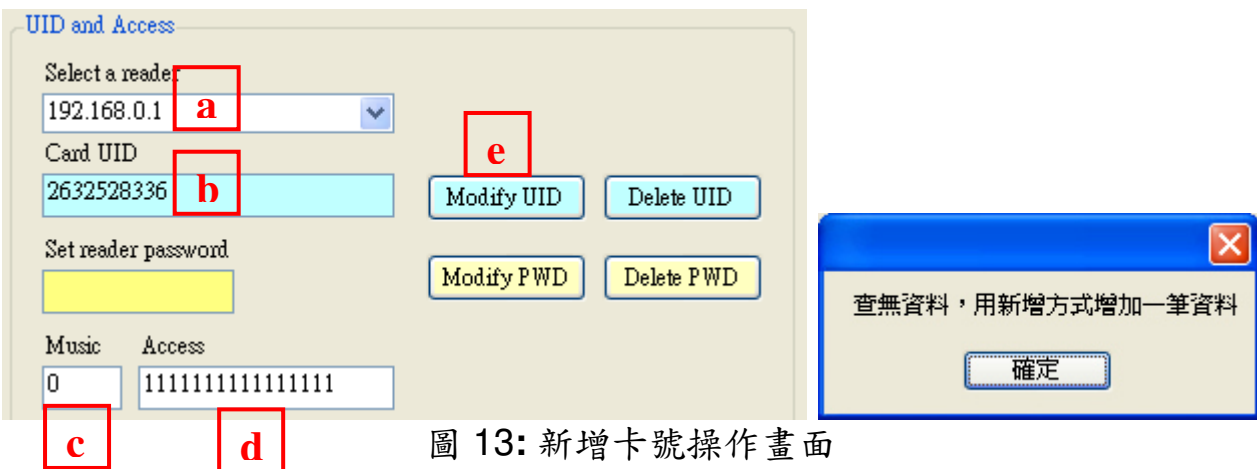 UID and Access
Select a reader
192.168.0.1
a
Card UID
2632528336
b
e
Modify UID
Delete UID
Set reader password
Modify PWD
Delete PWD
Music
Access
0
1111111111111111
c
d
查無資料，用新增方式增加一筆資料
確定
圖 13: 新增卡號操作畫面